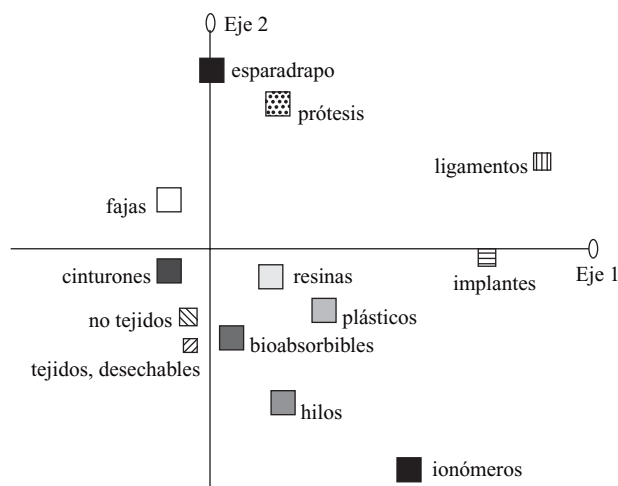 Eje 2
esparadrapo
prótesis
ligamentos
fajas
cinturones
resinas
implantes
Eje 1
no tejidos
plásticos
bioabsorbibles
tejidos, desechables
hilos
ionómeros